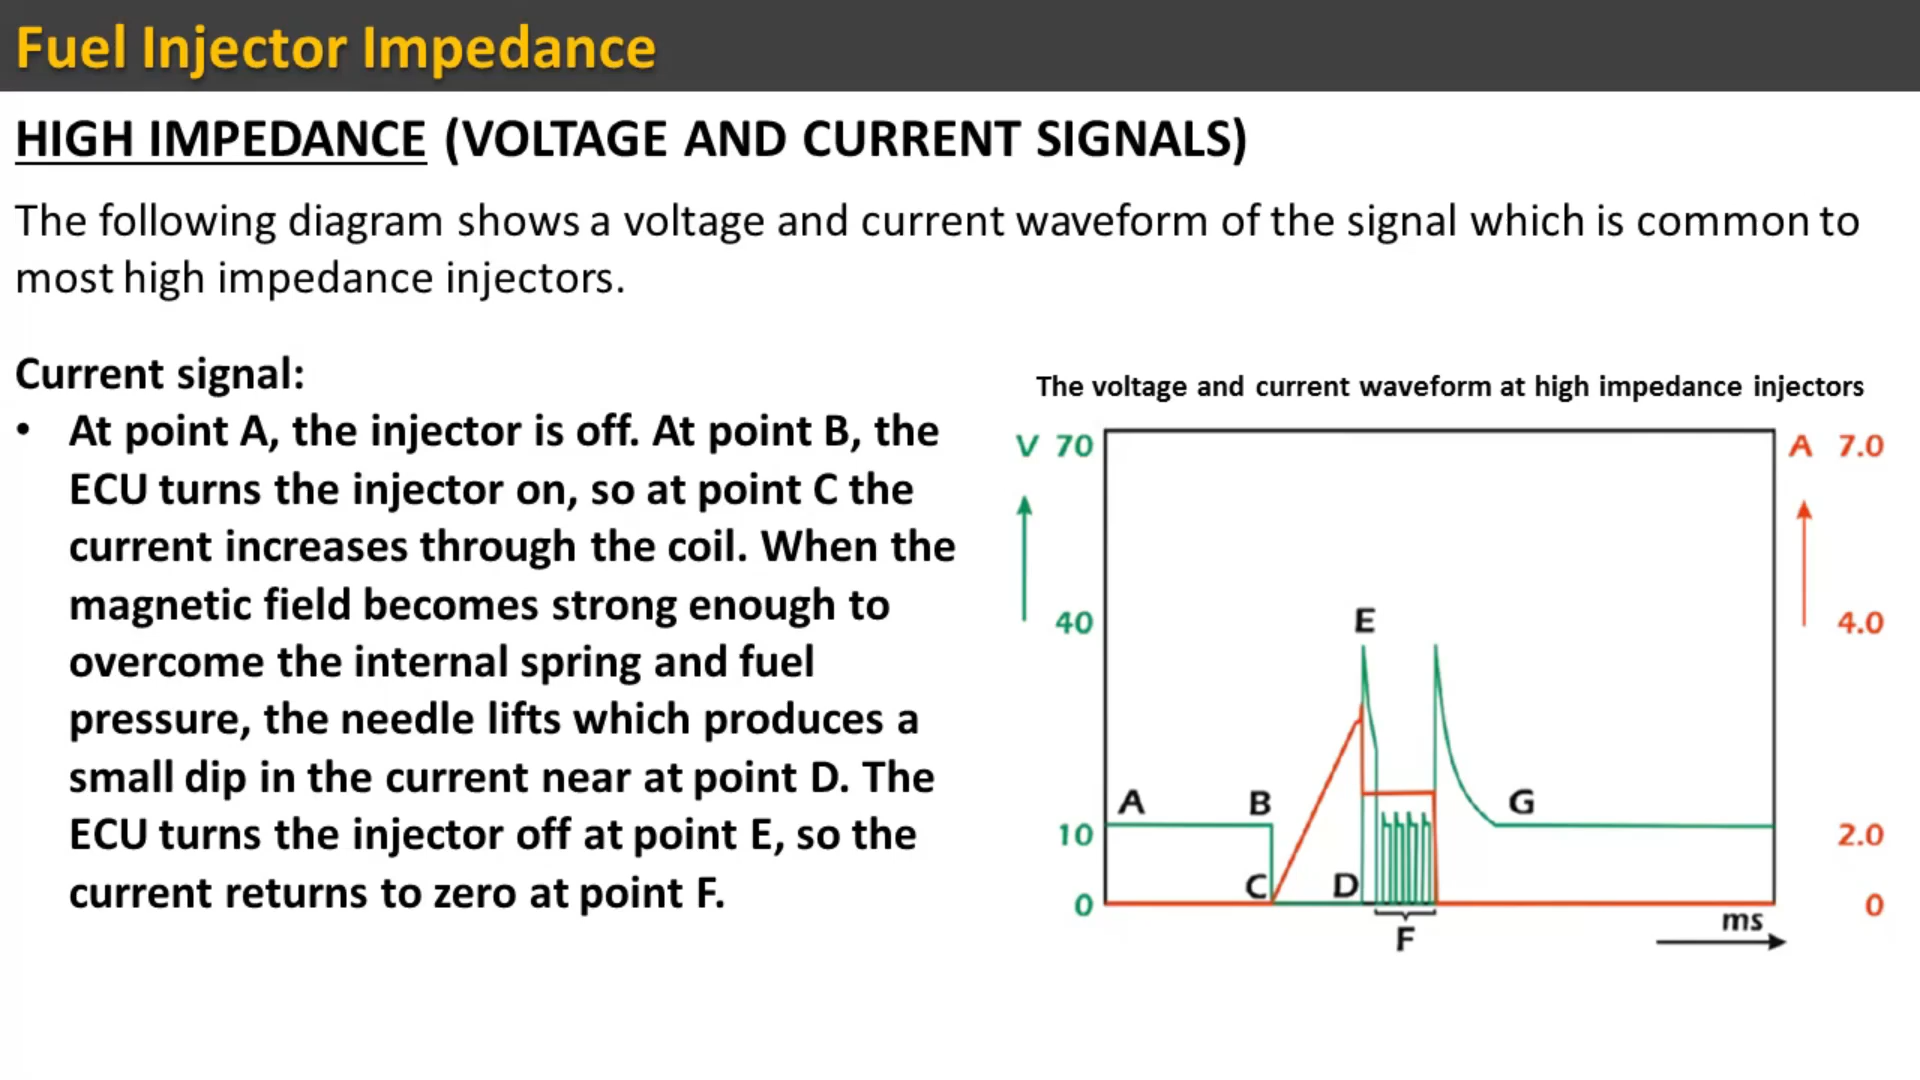 Fuel Injector Impedance
HIGH IMPEDANCE (VOLTAGE AND CURRENT SIGNALS)
The following diagram shows a voltage and current waveform of the signal which is common to
most high impedance injectors.
Current signal:
• At point A, the injector is off. At point B, the
ECU turns the injector on, so at point C the
current increases through the coil. When the
magnetic field becomes strong enough to
overcome the internal spring and fuel
pressure, the needle lifts which produces a
small dip in the current near at point D. The
ECU turns the injector off at point E, so the
current returns to zero at point F.
The voltage and current waveform at high impedance injectors
V 70
A 7.0
E
40
4.0
A
B
G
10
2.0
C
D
0
0
F
ms